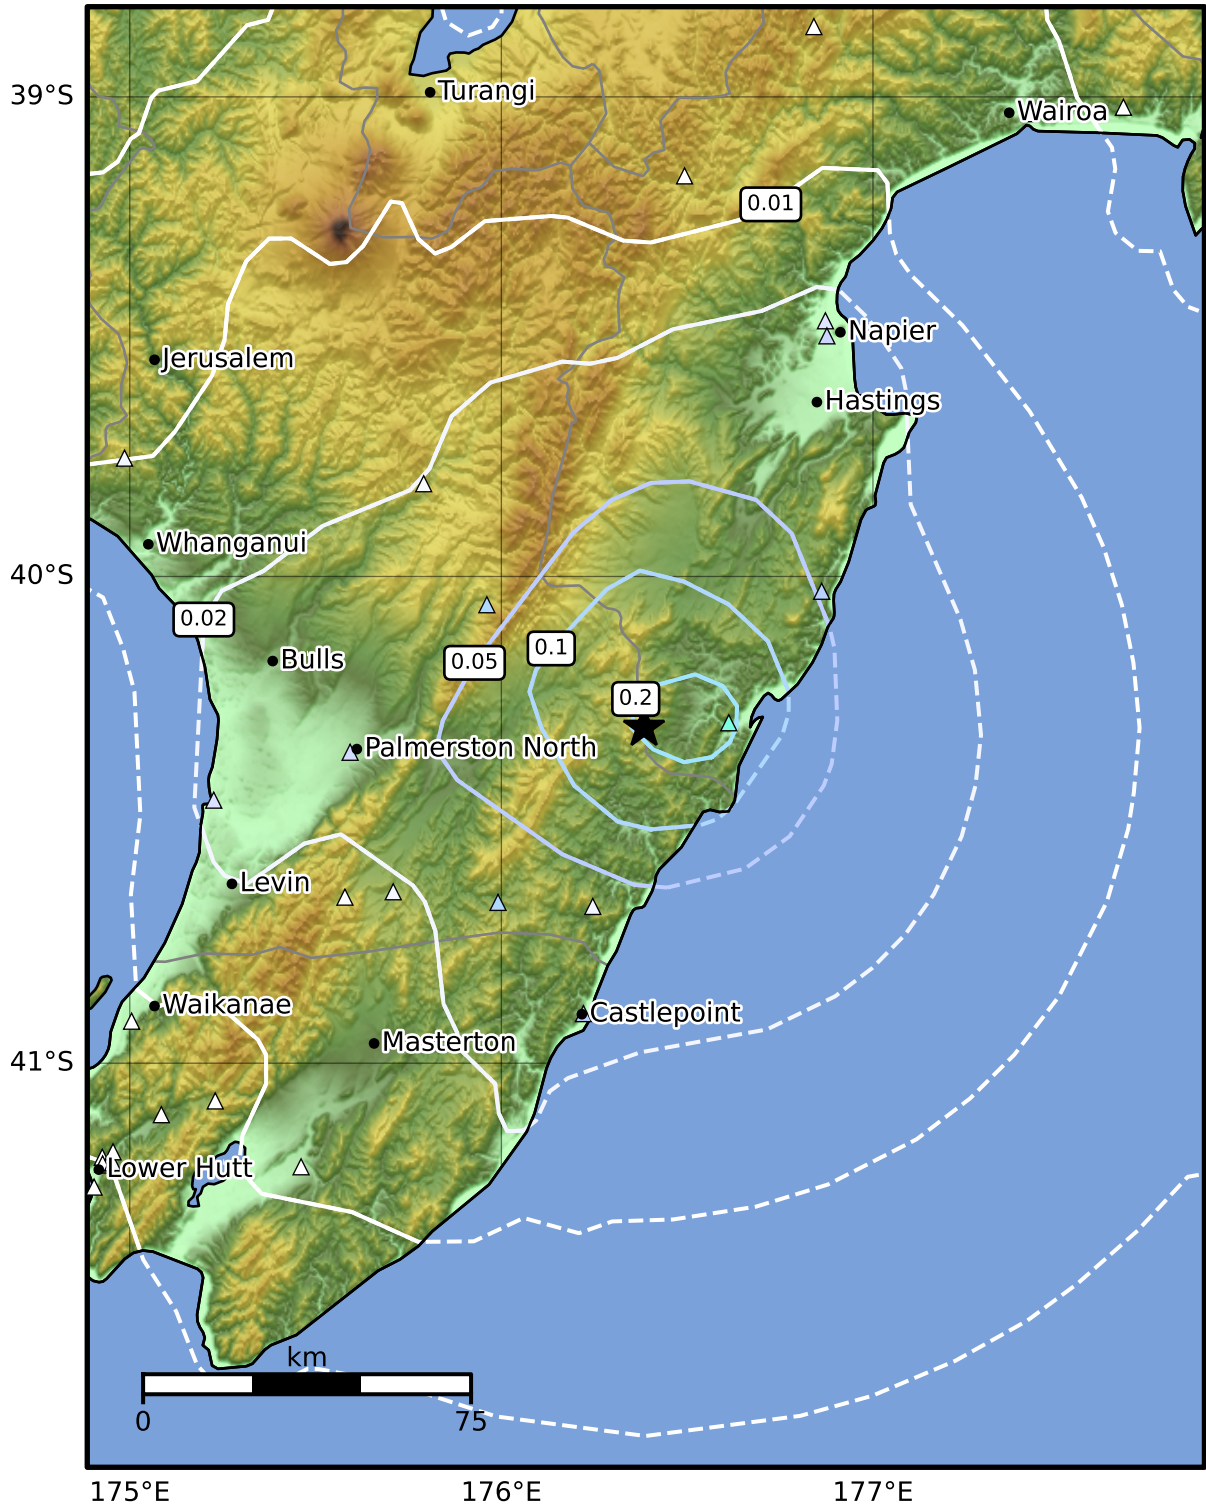 Turangi
39°S
Wairoa
0.01
Napier
Jerusalem
Hastings
Whanganui
40°S
0.02
0.1
Bulls
0.05
0.2
Palmerston North
Levin
Waikanae
Castlepoint
Masterton
41°S
Lower Hutt
km
0
75
175°E
176°E
177°E